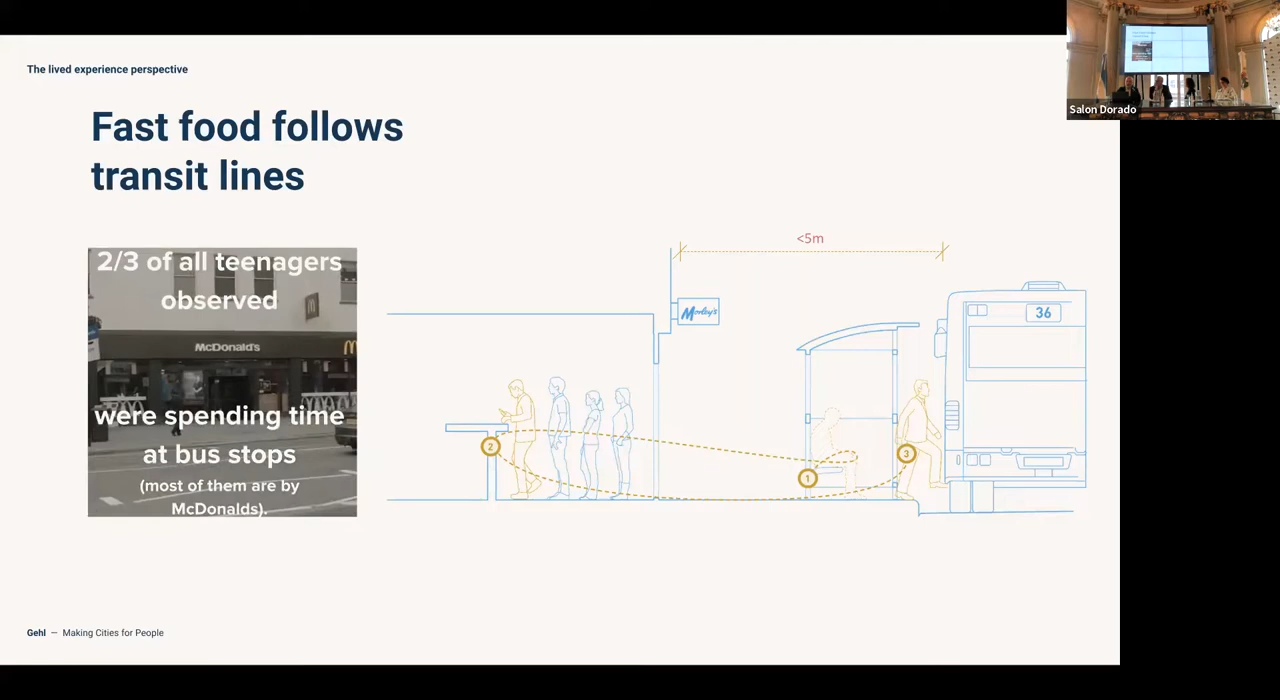 The lived experience perspective
Fast food follows
transit lines
2/3 of all teenagers
observed
McDonald's
were spending time
at bus stops
(most of them are by
McDonalds).
<5m
Morley's
36
2
1
3
Gehl — Making Cities for People
Salon Dorado